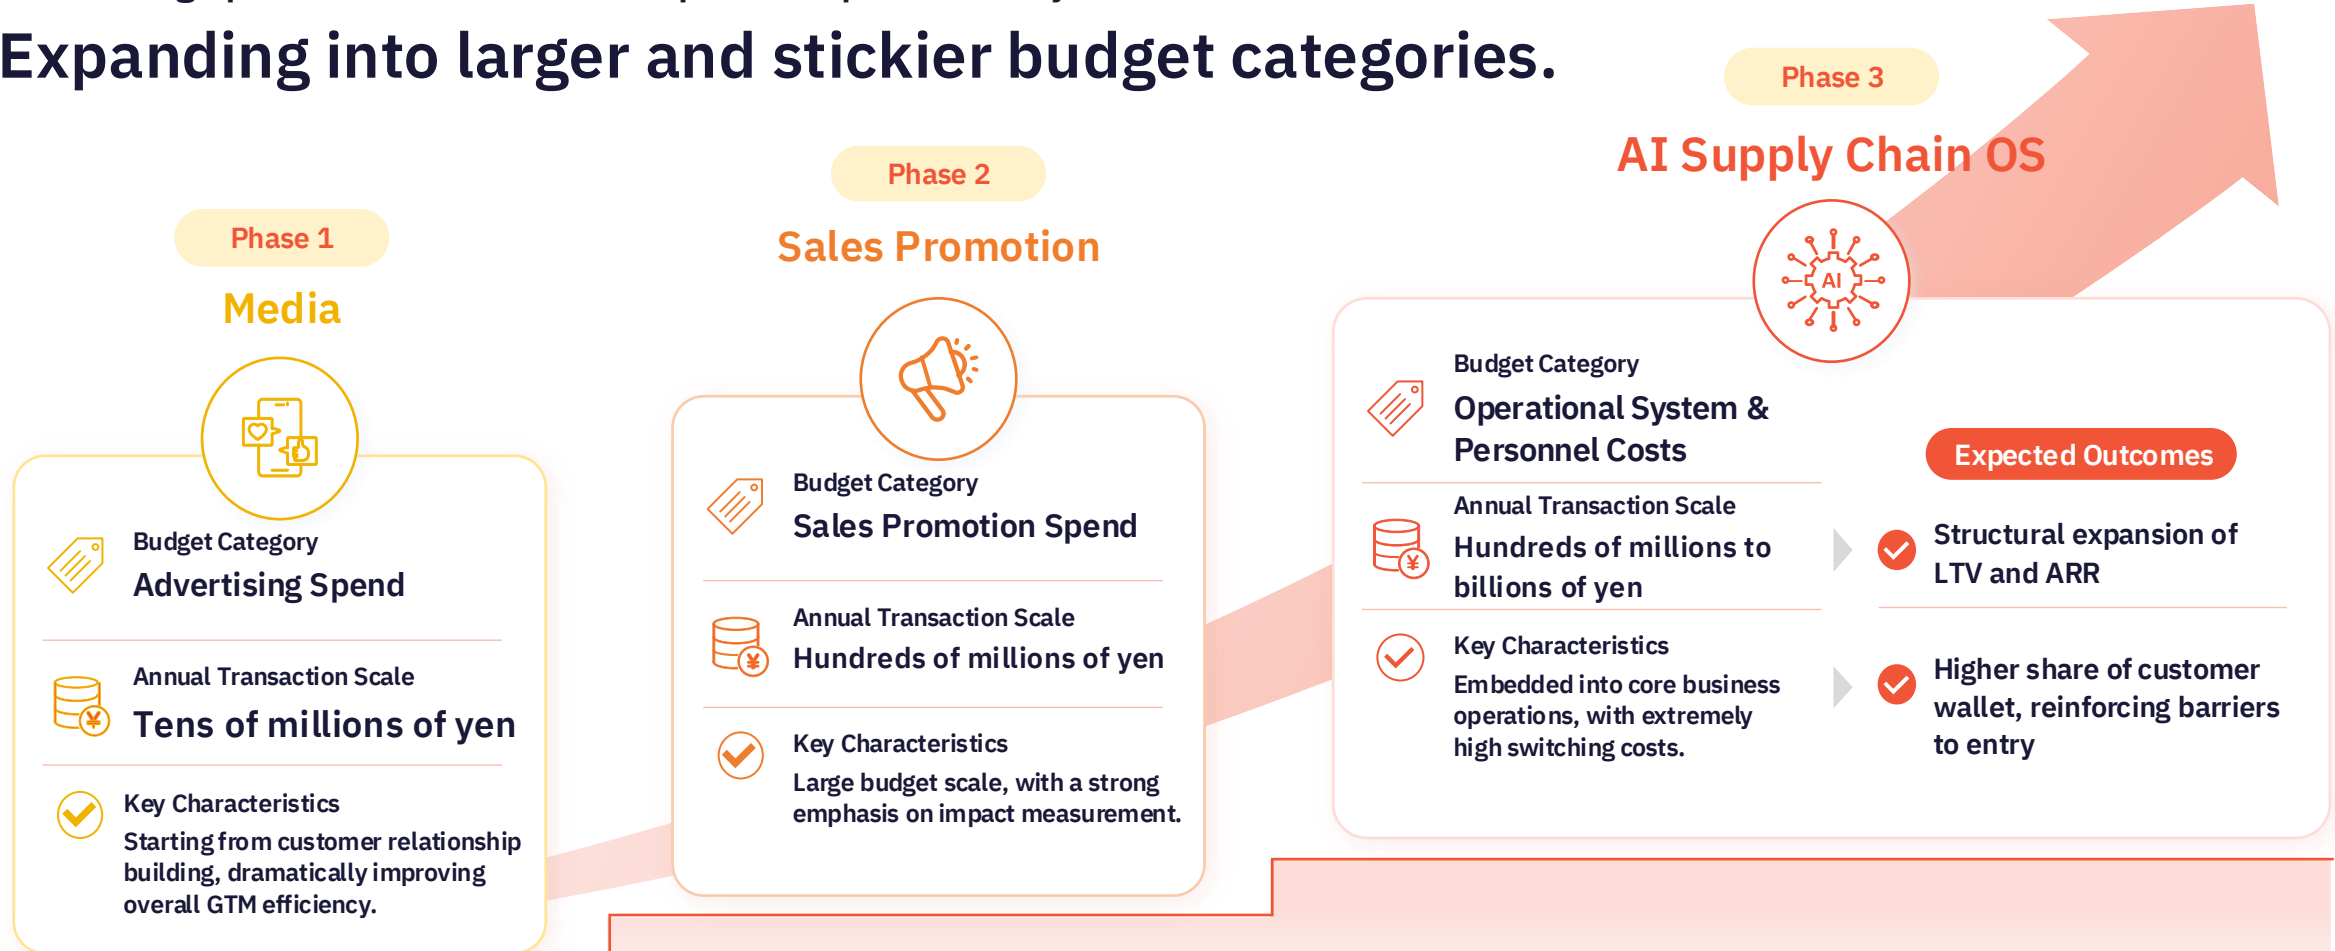 Expanding into larger and stickier budget categories.
Phase 1
Media
Budget Category
Advertising Spend
Annual Transaction Scale
Tens of millions of yen
Key Characteristics
Starting from customer relationship
building, dramatically improving
overall GTM efficiency.
Phase 2
Sales Promotion
Budget Category
Sales Promotion Spend
Annual Transaction Scale
Hundreds of millions of yen
Key Characteristics
Large budget scale, with a strong
emphasis on impact measurement.
Phase 3
AI Supply Chain OS
AI
Budget Category
Operational System &
Personnel Costs
Annual Transaction Scale
Hundreds of millions to
billions of yen
Key Characteristics
Embedded into core business
operations, with extremely
high switching costs.
Expected Outcomes
Structural expansion of
LTV and ARR
Higher share of customer
wallet, reinforcing barriers
to entry